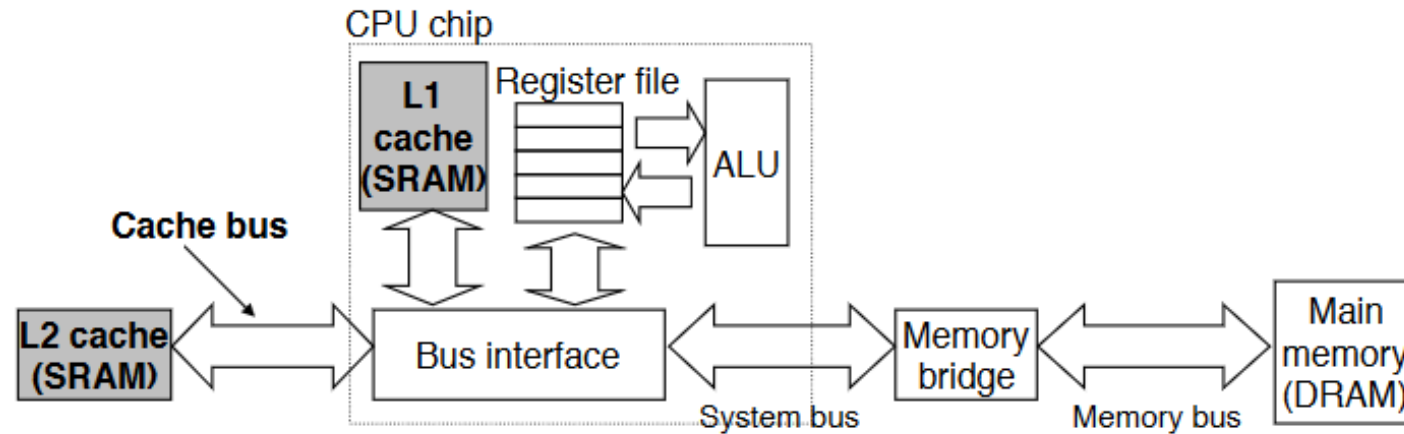 CPU chip
L1
cache
(SRAM)
Register file
ALU
Cache bus
L2 cache
(SRAM)
Bus interface
System bus
Memory
bridge
Memory bus
Main
memory
(DRAM)